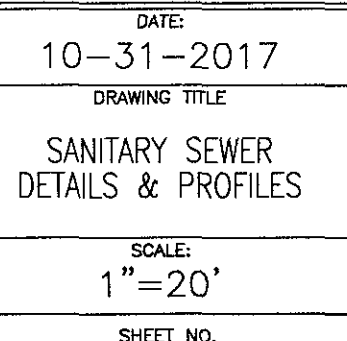 DATE:
10-31-2017
DRAWING TITLE
SANITARY SEWER
DETAILS & PROFILES
SCALE:
1"=20'
SHEET NO.